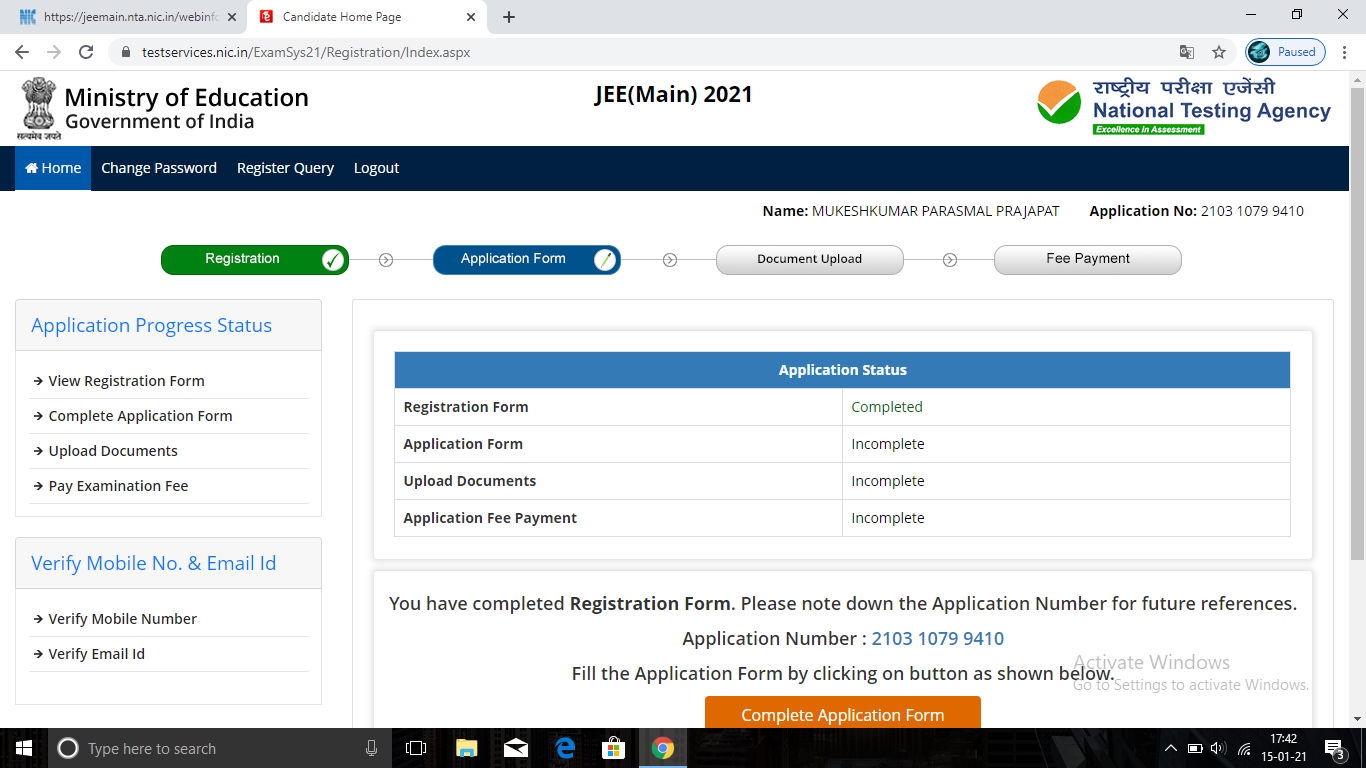 https://jeemain.nta.nic.in/webinfo
Candidate Home Page
testservices.nic.in/ExamSys21/Registration/Index.aspx
Paused
सत्यमेव जयते
Ministry of Education
Government of India
JEE(Main) 2021
राष्ट्रीय परीक्षा एजेंसी
National Testing Agency
Excellence in Assessment
Home Change Password Register Query Logout
Name: MUKESHKUMAR PARASMAL PRAJAPAT Application No: 2103 1079 9410
Registration Application Form Document Upload Fee Payment
Application Progress Status
View Registration Form
Complete Application Form
Upload Documents
Pay Examination Fee
Verify Mobile No. & Email Id
Verify Mobile Number
Verify Email Id
Application Status
Registration Form Completed
Application Form Incomplete
Upload Documents Incomplete
Application Fee Payment Incomplete
You have completed Registration Form. Please note down the Application Number for future references.
Application Number : 2103 1079 9410
Fill the Application Form by clicking on button as shown below.
Complete Application Form
Activate Windows
Go to Settings to activate Windows.
Type here to search
17:42
15-01-21
3